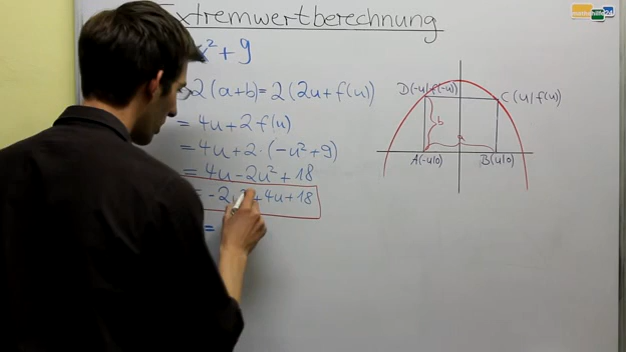 Extremwertberechnung
x² + 9
2(a+b) = 2(2u+f(u))
= 4u + 2 f(u)
= 4u + 2·(-u²+9)
= 4u - 2u² + 18
= -2u² + 4u + 18
=
D(-u|f(-u)) C(u|f(u))
b
a
A(-u|0) B(u|0)
mathehilfe24